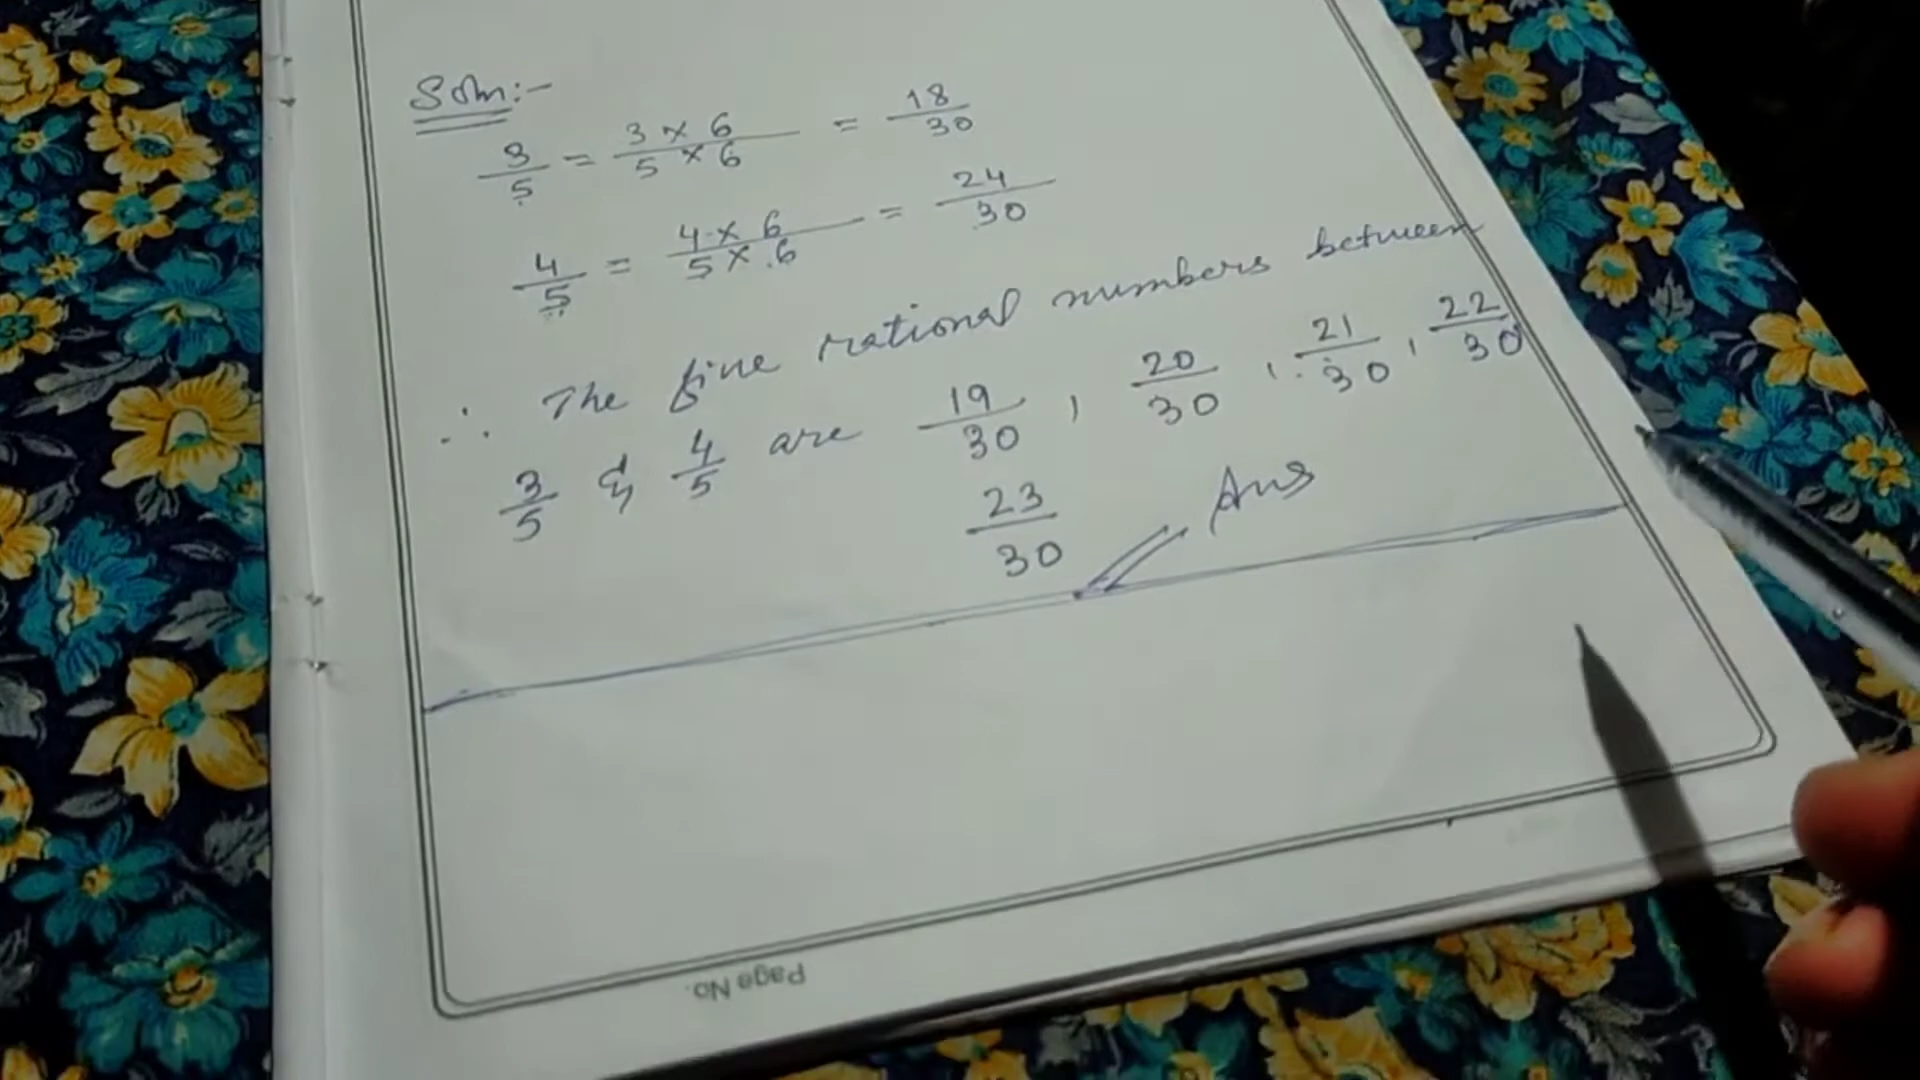 Soln:-
3/5 = 3 × 6 / 5 × 6 = 18/30
4/5 = 4 × 6 / 5 × 6 = 24/30
∴ The five rational numbers between
3/5 & 4/5 are 19/30 , 20/30 , 21/30 , 22/30
23/30 Ans
Page No.